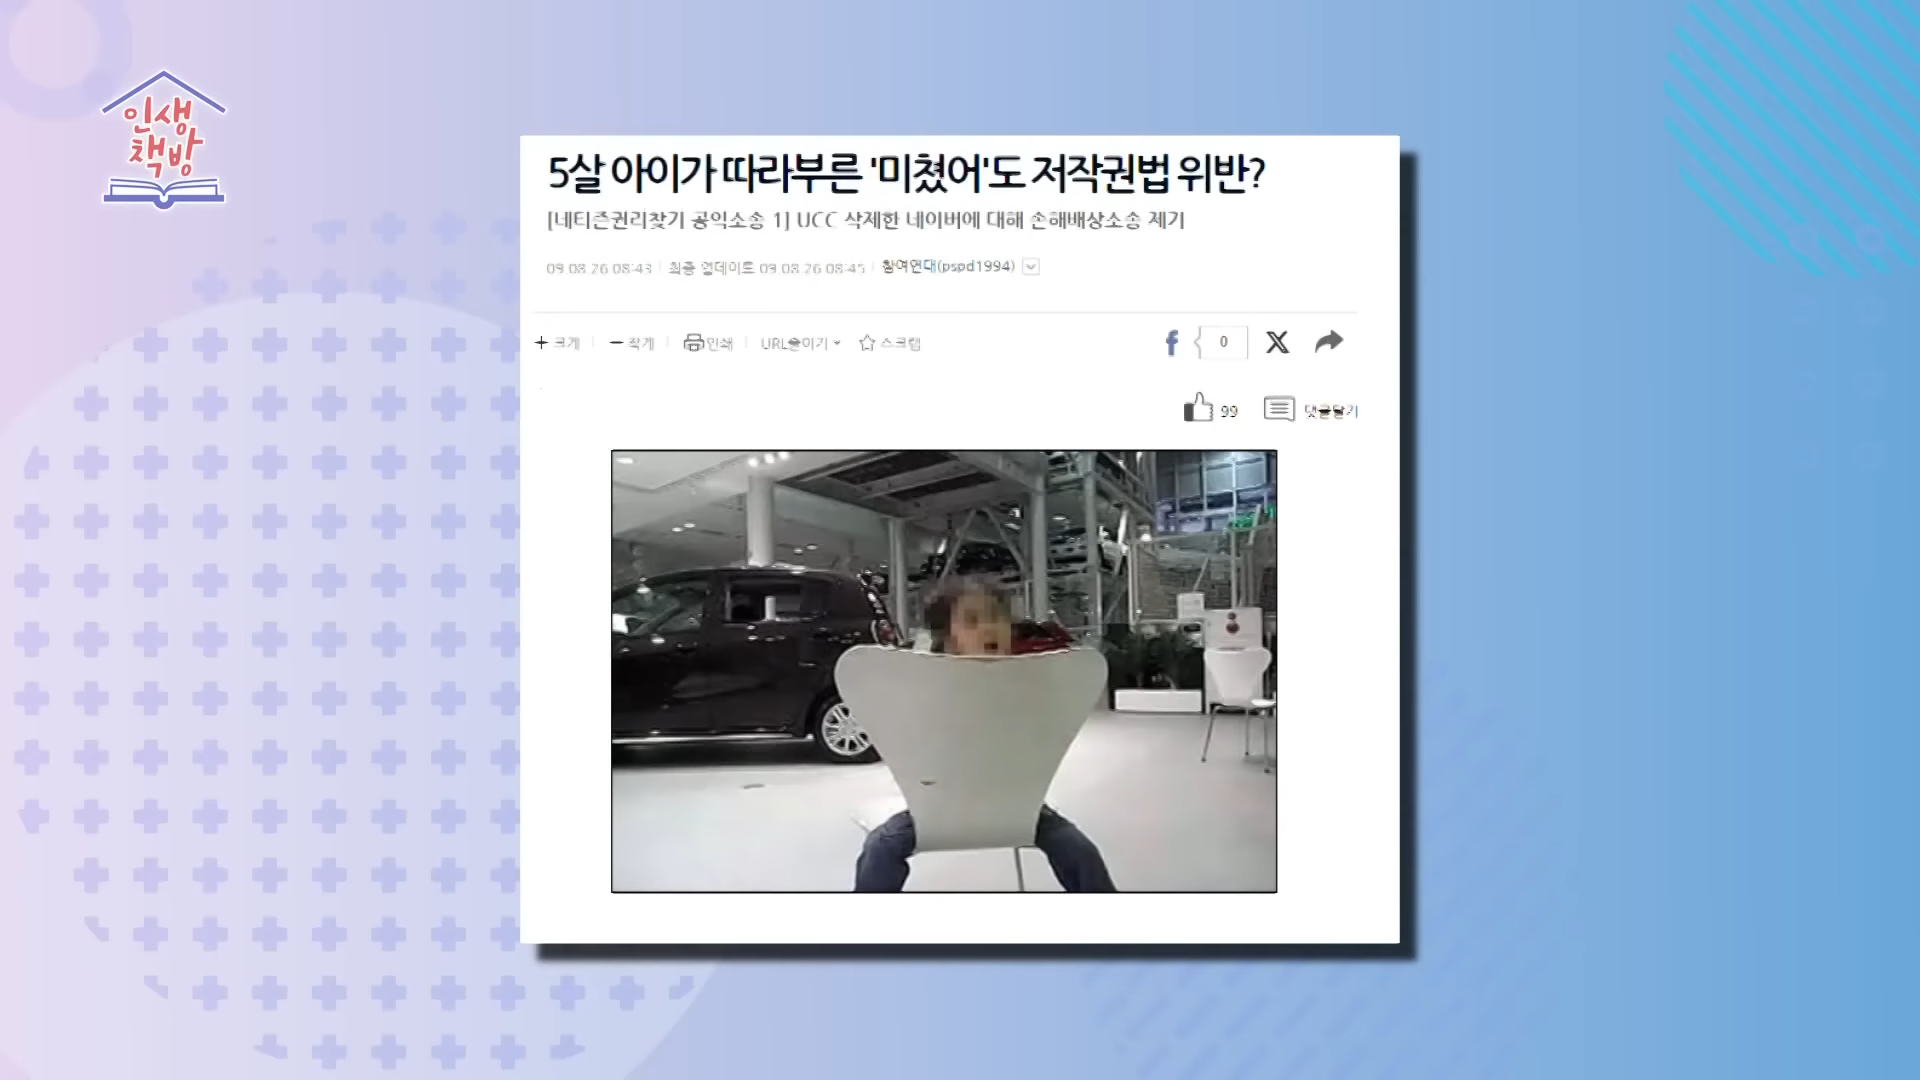 인생
책방
5살 아이가 따라부른 '미쳤어'도 저작권법 위반?
[네티즌권리찾기 공익소송 1] UCC 삭제한 네이버에 대해 손해배상소송 제기
09.08.26 08:43 | 최종 업데이트 09.08.26 08:45 | 참여연대(pspd1994)
+ 크게 | − 작게 | 인쇄 | URL줄이기 | 스크랩
f 0 X
99 댓글달기